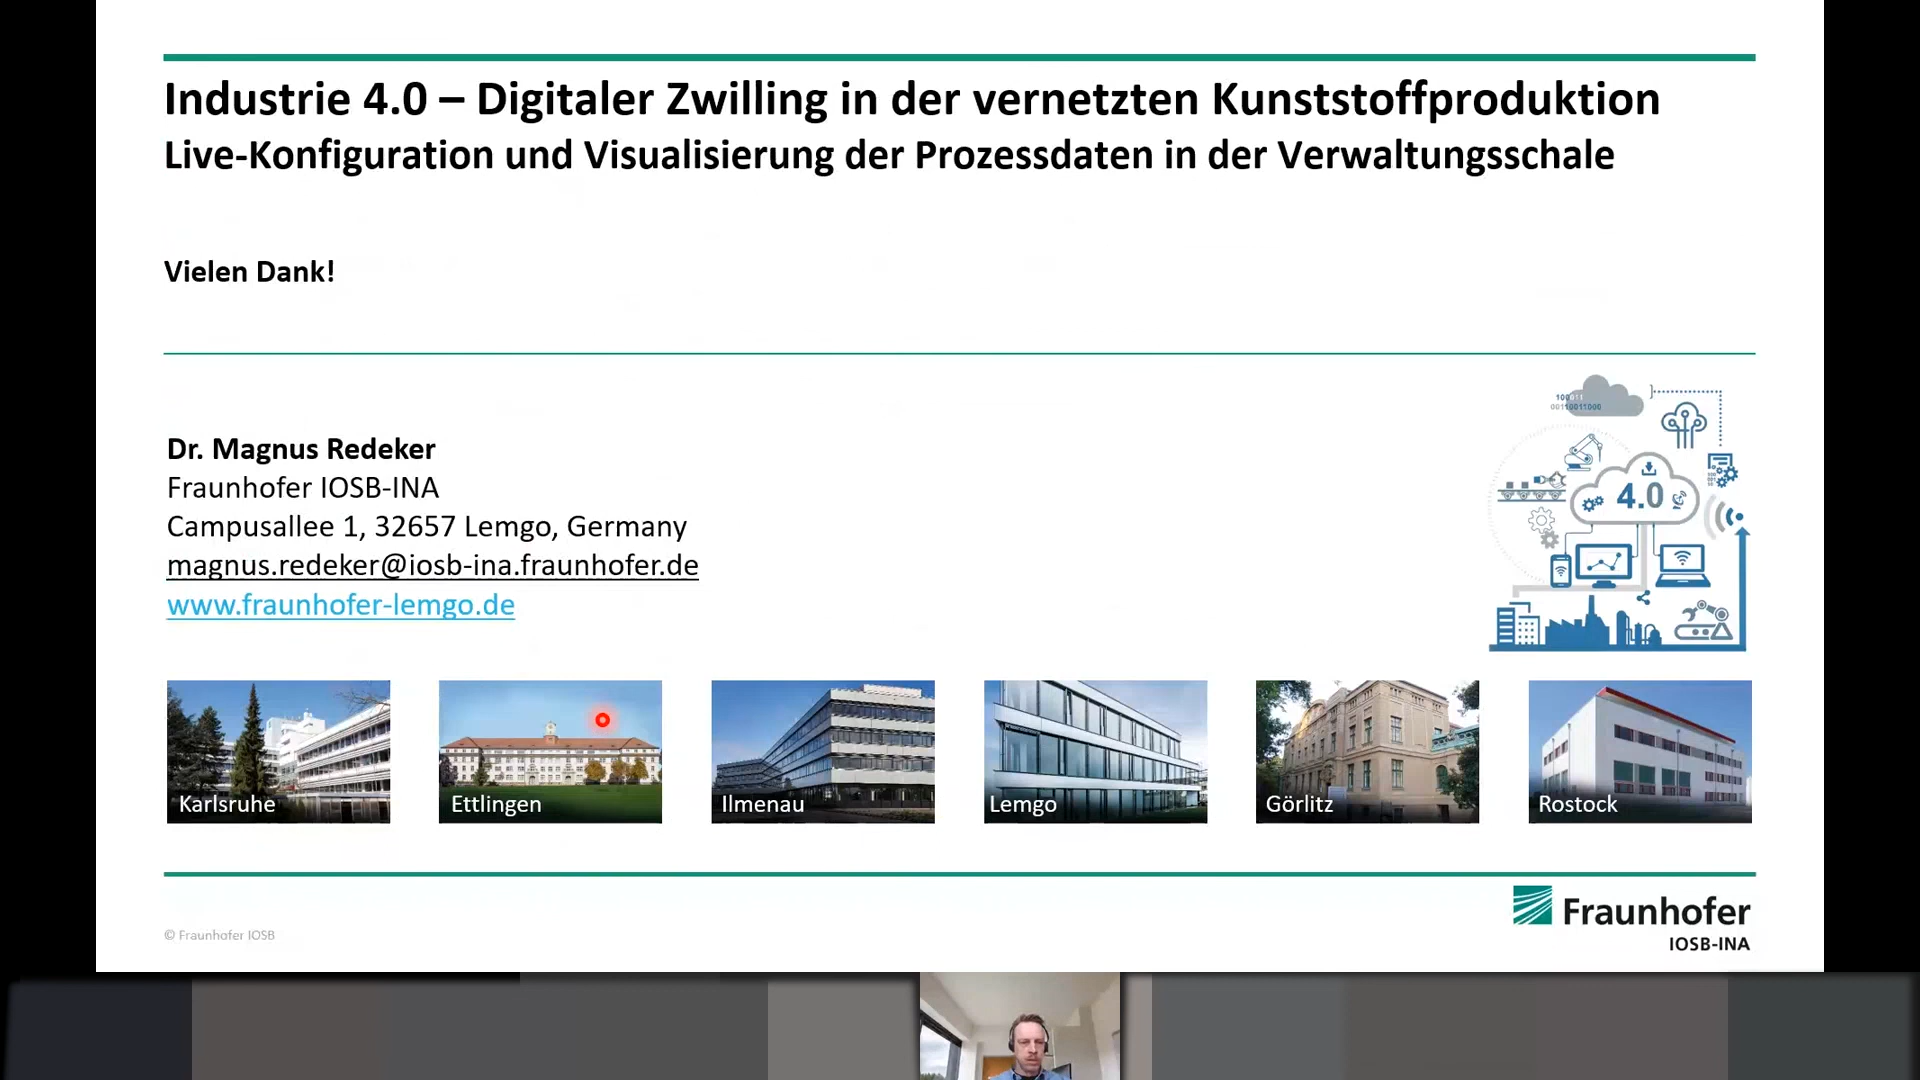 Industrie 4.0 – Digitaler Zwilling in der vernetzten Kunststoffproduktion
Live-Konfiguration und Visualisierung der Prozessdaten in der Verwaltungsschale
Vielen Dank!
Dr. Magnus Redeker
Fraunhofer IOSB-INA
Campusallee 1, 32657 Lemgo, Germany
magnus.redeker@iosb-ina.fraunhofer.de
www.fraunhofer-lemgo.de
100011
00110011000
4.0
Karlsruhe
Ettlingen
Ilmenau
Lemgo
Görlitz
Rostock
© Fraunhofer IOSB
Fraunhofer
IOSB-INA